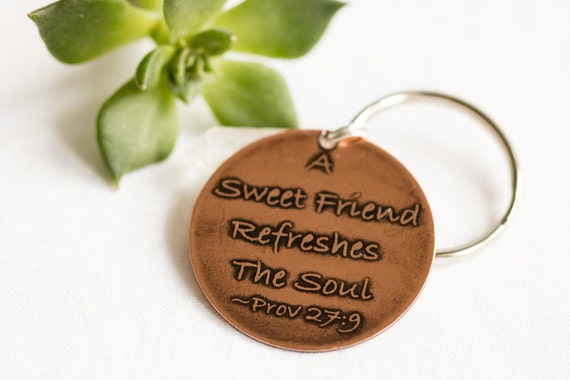 A
Sweet Friend
Refreshes
The Soul
~Prov 27:9